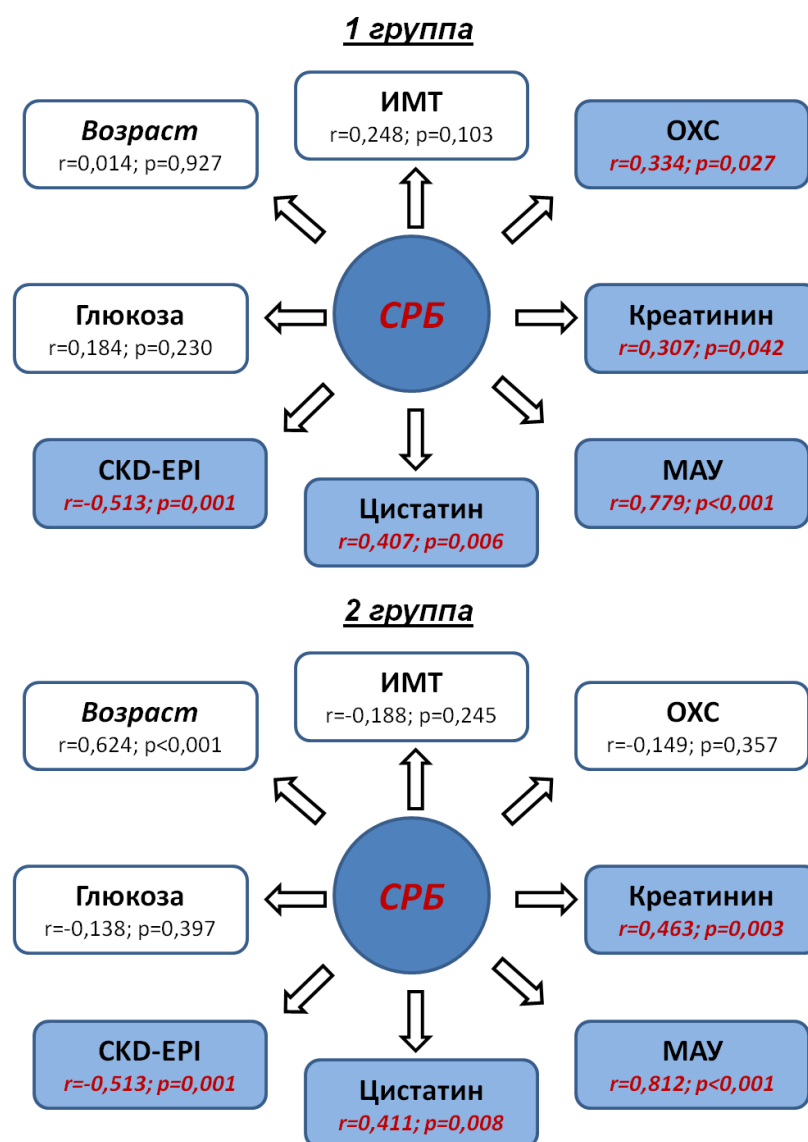 1 группа
ИМТ
r=0,248; p=0,103
Возраст
r=0,014; p=0,927
ОХС
r=0,334; p=0,027
СРБ
Глюкоза
r=0,184; p=0,230
Креатинин
r=0,307; p=0,042
CKD-EPI
r=-0,513; p=0,001
МАУ
r=0,779; p<0,001
Цистатин
r=0,407; p=0,006
2 группа
ИМТ
r=-0,188; p=0,245
Возраст
r=0,624; p<0,001
ОХС
r=-0,149; p=0,357
СРБ
Глюкоза
r=-0,138; p=0,397
Креатинин
r=0,463; p=0,003
CKD-EPI
r=-0,513; p=0,001
МАУ
r=0,812; p<0,001
Цистатин
r=0,411; p=0,008